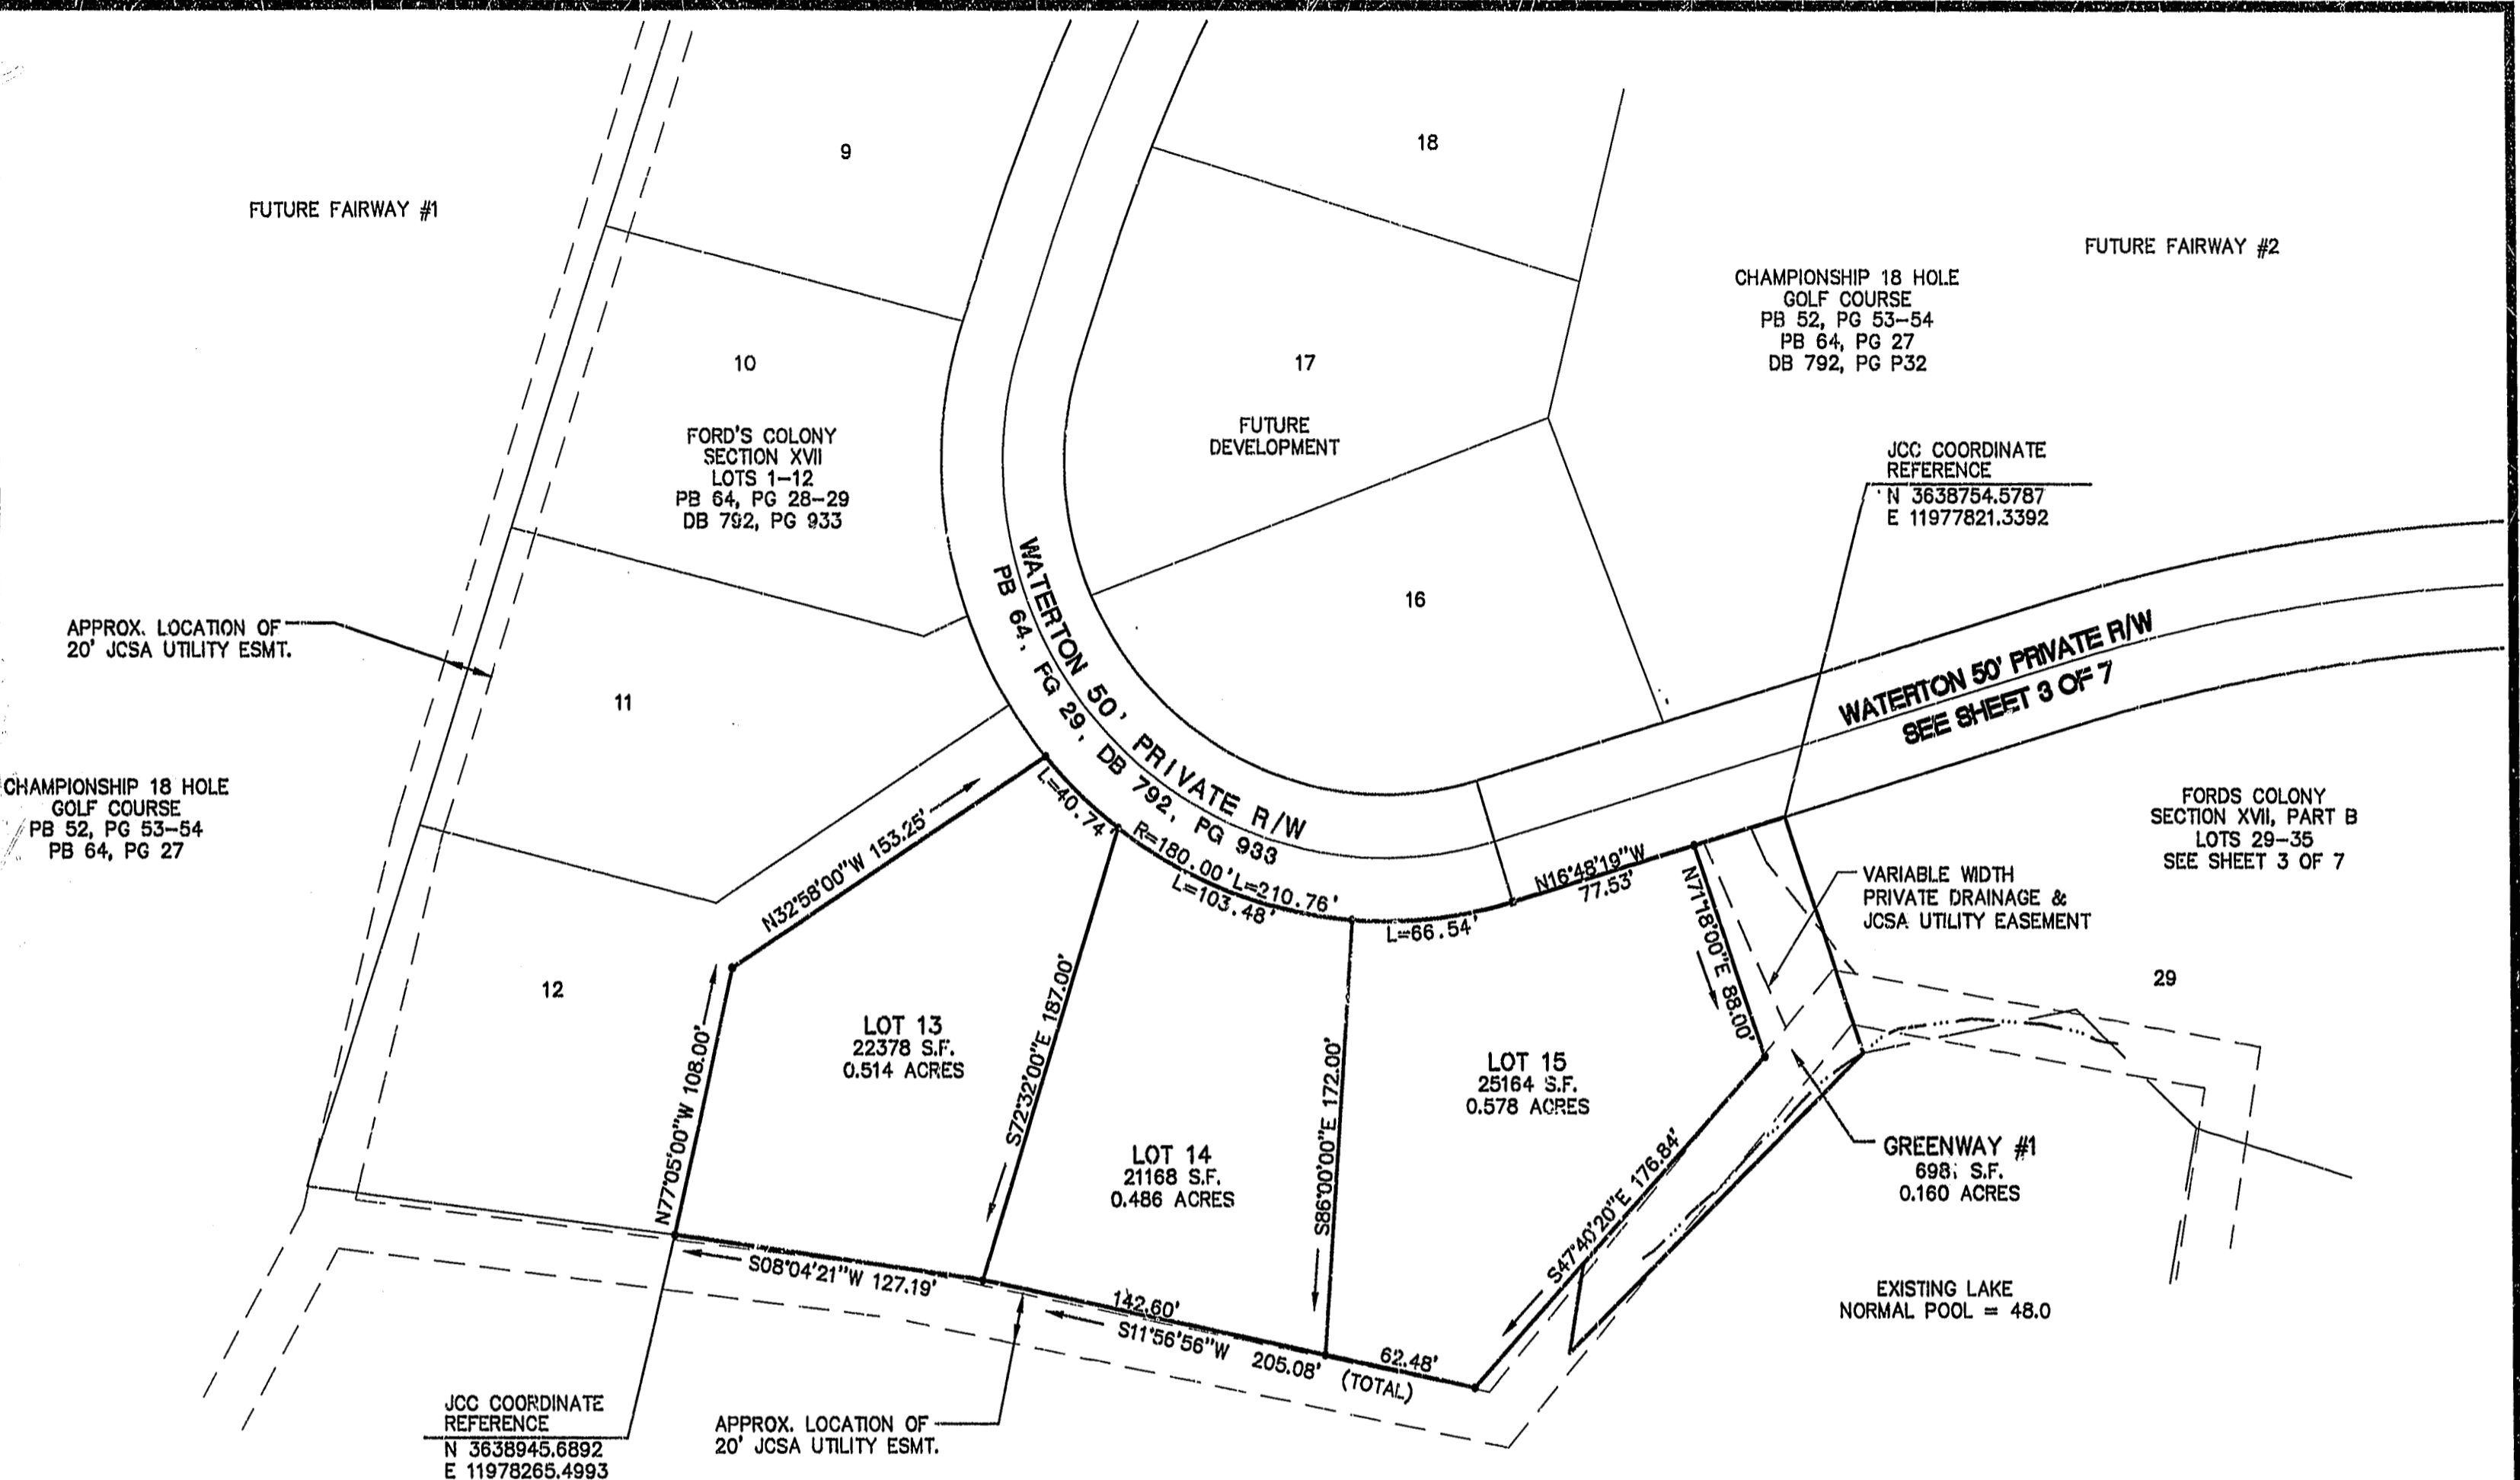 9
18
FUTURE FAIRWAY #1
FUTURE FAIRWAY #2
CHAMPIONSHIP 18 HOLE
GOLF COURSE
PB 52, PG 53-54
PB 64, PG 27
DB 792, PG P32
10
17
FORD'S COLONY
SECTION XVII
LOTS 1-12
PB 64, PG 28-29
DB 792, PG 933
FUTURE
DEVELOPMENT
JCC COORDINATE
REFERENCE
N 3638754.5787
E 11977821.3392
16
WATERTON 50' PRIVATE R/W
PB 64, PG 29, DB 792, PG 933
WATERTON 50' PRIVATE R/W
SEE SHEET 3 OF 7
APPROX. LOCATION OF
20' JCSA UTILITY ESMT.
11
CHAMPIONSHIP 18 HOLE
GOLF COURSE
PB 52, PG 53-54
PB 64, PG 27
FORDS COLONY
SECTION XVII, PART B
LOTS 29-35
SEE SHEET 3 OF 7
L=40.74'
R=180.00' L=210.76'
L=103.48'
L=66.54'
N16°48'19"W
77.53'
N32°58'00"W 153.25'
N71°18'00"E 88.00'
VARIABLE WIDTH
PRIVATE DRAINAGE &
JCSA UTILITY EASEMENT
12
29
N77°05'00"W 108.00'
LOT 13
22378 S.F.
0.514 ACRES
S72°32'00"E 187.00'
LOT 14
21168 S.F.
0.486 ACRES
S86°00'00"E 172.00'
LOT 15
25164 S.F.
0.578 ACRES
S47°40'20"E 176.84'
GREENWAY #1
S.F.
0.160 ACRES
S08°04'21"W 127.19'
142.60'
S11°56'56"W 205.08' (TOTAL)
62.48'
EXISTING LAKE
NORMAL POOL = 48.0
JCC COORDINATE
REFERENCE
N 3638945.6892
E 11978265.4993
APPROX. LOCATION OF
20' JCSA UTILITY ESMT.